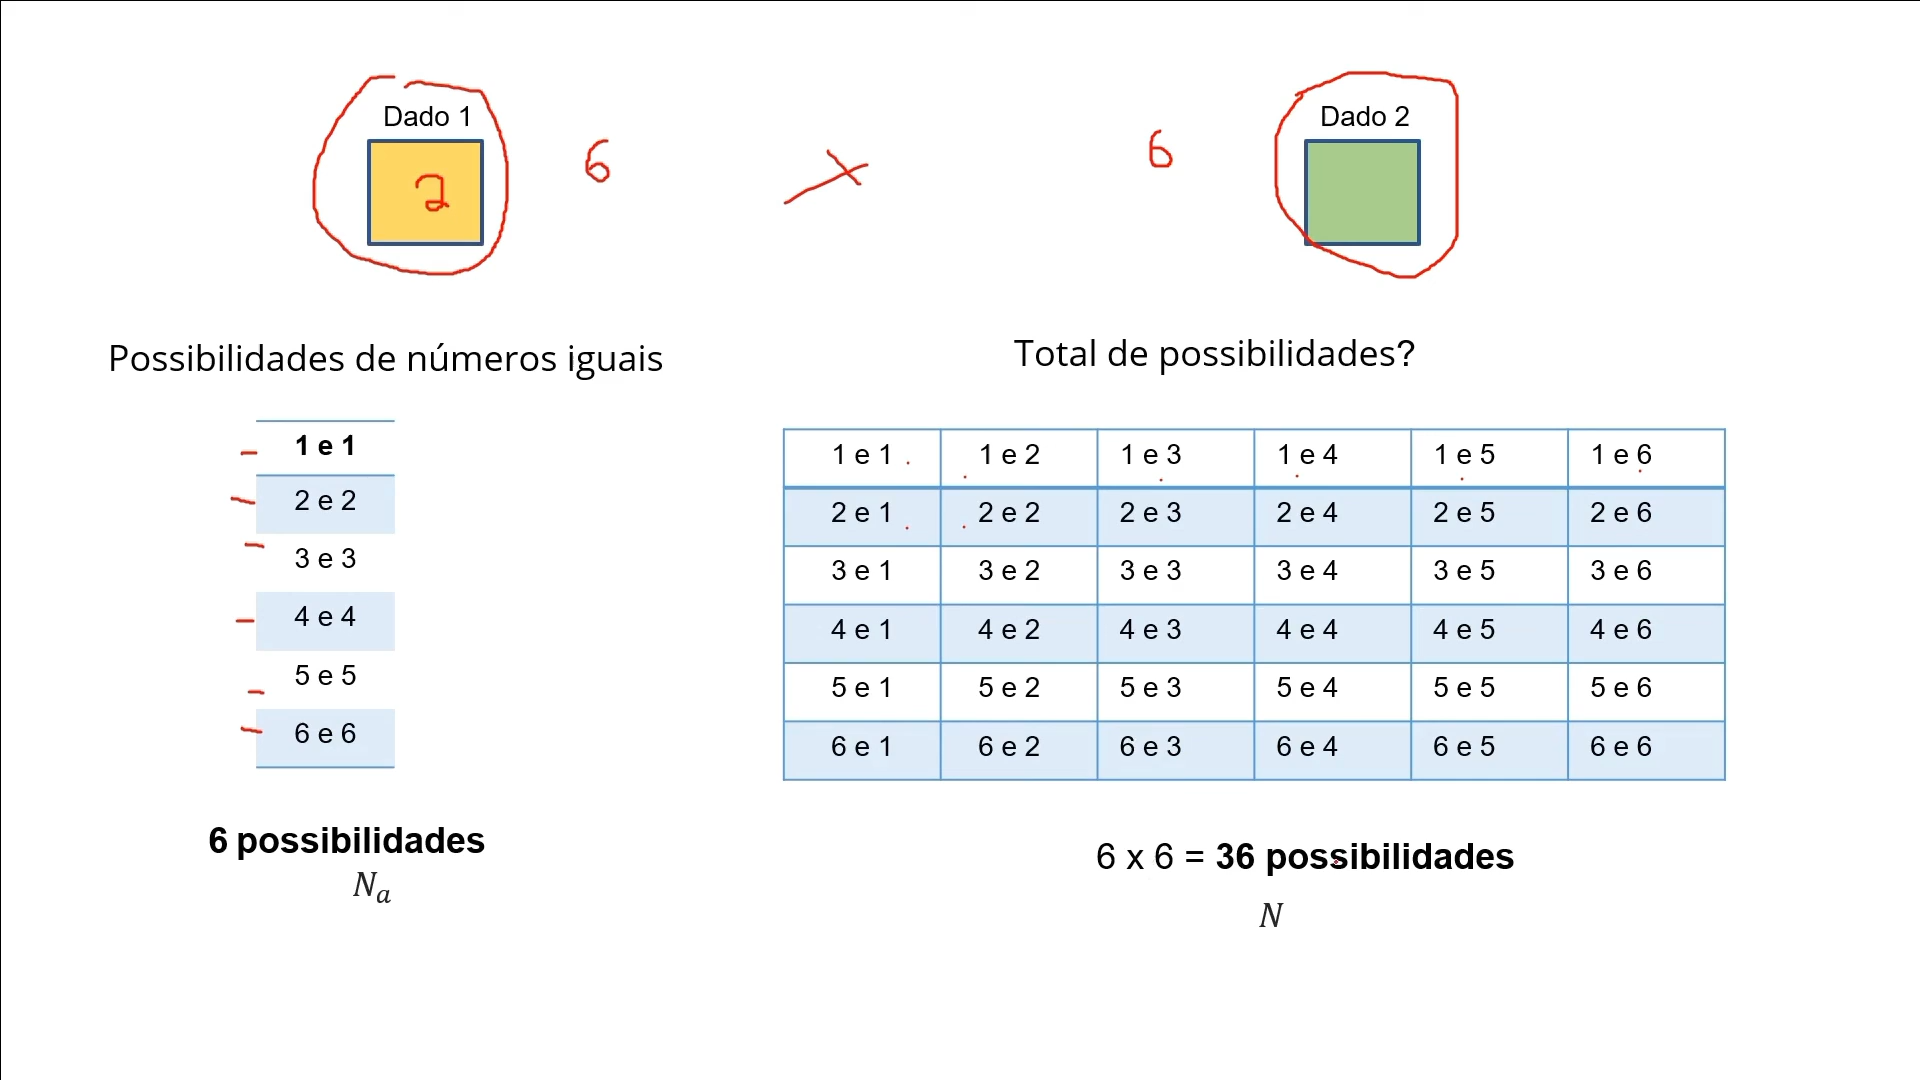 Dado 1
Dado 2
2
6
x
6
Possibilidades de números iguais
Total de possibilidades?
1 e 1
2 e 2
3 e 3
4 e 4
5 e 5
6 e 6
1 e 1 1 e 2 1 e 3 1 e 4 1 e 5 1 e 6
2 e 1 2 e 2 2 e 3 2 e 4 2 e 5 2 e 6
3 e 1 3 e 2 3 e 3 3 e 4 3 e 5 3 e 6
4 e 1 4 e 2 4 e 3 4 e 4 4 e 5 4 e 6
5 e 1 5 e 2 5 e 3 5 e 4 5 e 5 5 e 6
6 e 1 6 e 2 6 e 3 6 e 4 6 e 5 6 e 6
6 possibilidades
Nₐ
6 x 6 = 36 possibilidades
N